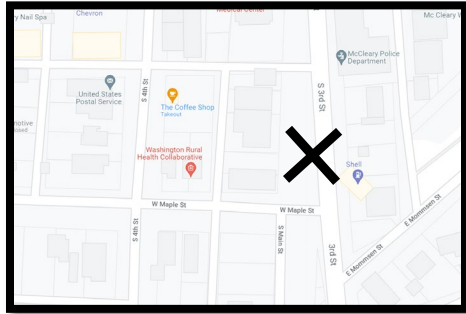 Chevron
Medical Center
Mc Cleary
y Nail Spa
McCleary Police
Department
United States
Postal Service
S 4th St
The Coffee Shop
Takeout
S 3rd St
Washington Rural
Health Collaborative
Shell
W Maple St
W Maple St
E Mommsen St
S 4th St
S Main St
3rd St
E Mommsen St